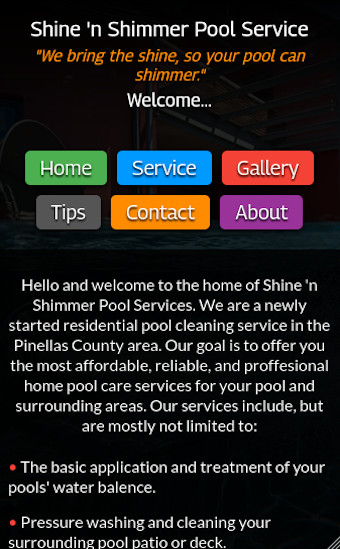 Shine 'n Shimmer Pool Service
"We bring the shine, so your pool can
shimmer."
Welcome...
Home Service Gallery
Tips Contact About
Hello and welcome to the home of Shine 'n
Shimmer Pool Services. We are a newly
started residential pool cleaning service in the
Pinellas County area. Our goal is to offer you
the most affordable, reliable, and proffesional
home pool care services for your pool and
surrounding areas. Our services include, but
are mostly not limited to:
• The basic application and treatment of your
pools' water balence.
• Pressure washing and cleaning your
surrounding pool patio or deck.